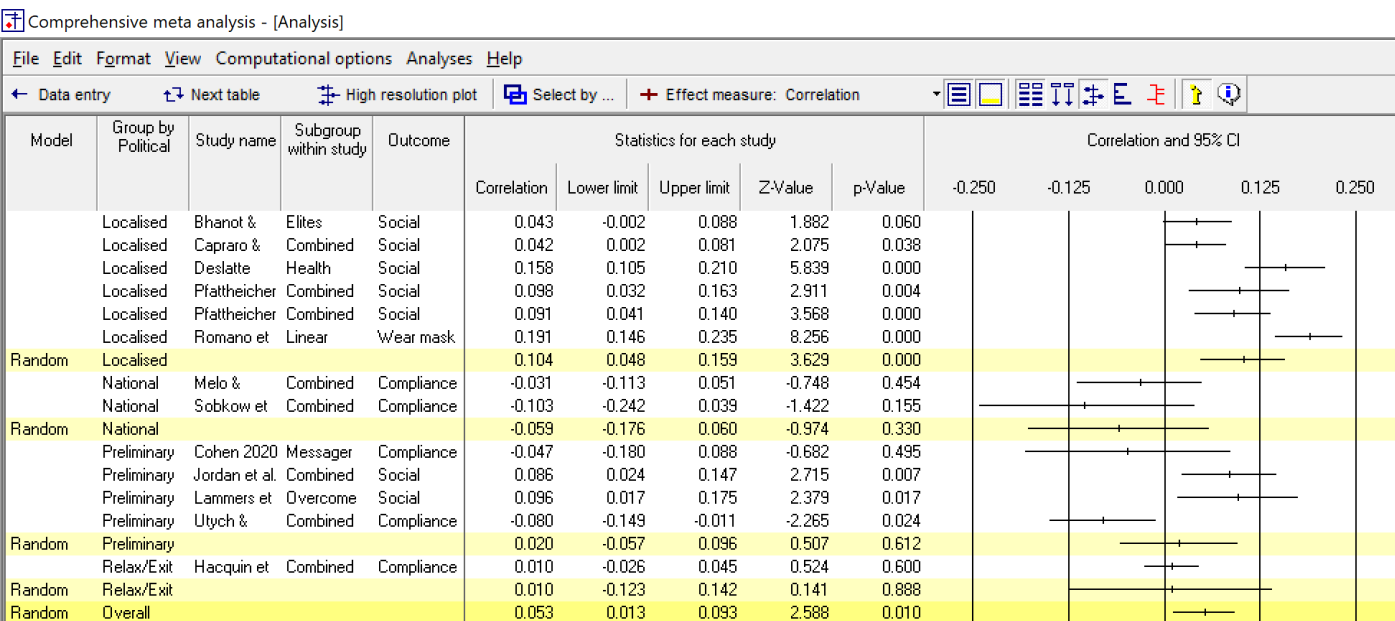 Comprehensive meta analysis - [Analysis]
File Edit Format View Computational options Analyses Help
Data entry Next table High resolution plot Select by ... Effect measure: Correlation
Model Group by Political Study name Subgroup within study Outcome Statistics for each study Correlation and 95% CI
Correlation Lower limit Upper limit Z-Value p-Value -0.250 -0.125 0.000 0.125 0.250
Localised Bhanot & Elites Social 0.043 -0.002 0.088 1.882 0.060
Localised Capraro & Combined Social 0.042 0.002 0.081 2.075 0.038
Localised Deslatte Health Social 0.158 0.105 0.210 5.839 0.000
Localised Pfattheicher Combined Social 0.098 0.032 0.163 2.911 0.004
Localised Pfattheicher Combined Social 0.091 0.041 0.140 3.568 0.000
Localised Romano et Linear Wear mask 0.191 0.146 0.235 8.256 0.000
Random Localised 0.104 0.048 0.159 3.629 0.000
National Melo & Combined Compliance -0.031 -0.113 0.051 -0.748 0.454
National Sobkow et Combined Compliance -0.103 -0.242 0.039 -1.422 0.155
Random National -0.059 -0.176 0.060 -0.974 0.330
Preliminary Cohen 2020 Messager Compliance -0.047 -0.180 0.088 -0.682 0.495
Preliminary Jordan et al. Combined Social 0.086 0.024 0.147 2.715 0.007
Preliminary Lammers et Overcome Social 0.096 0.017 0.175 2.379 0.017
Preliminary Utych & Combined Compliance -0.080 -0.149 -0.011 -2.265 0.024
Random Preliminary 0.020 -0.057 0.096 0.507 0.612
Relax/Exit Hacquin et Combined Compliance 0.010 -0.026 0.045 0.524 0.600
Random Relax/Exit 0.010 -0.123 0.142 0.141 0.888
Random Overall 0.053 0.013 0.093 2.588 0.010